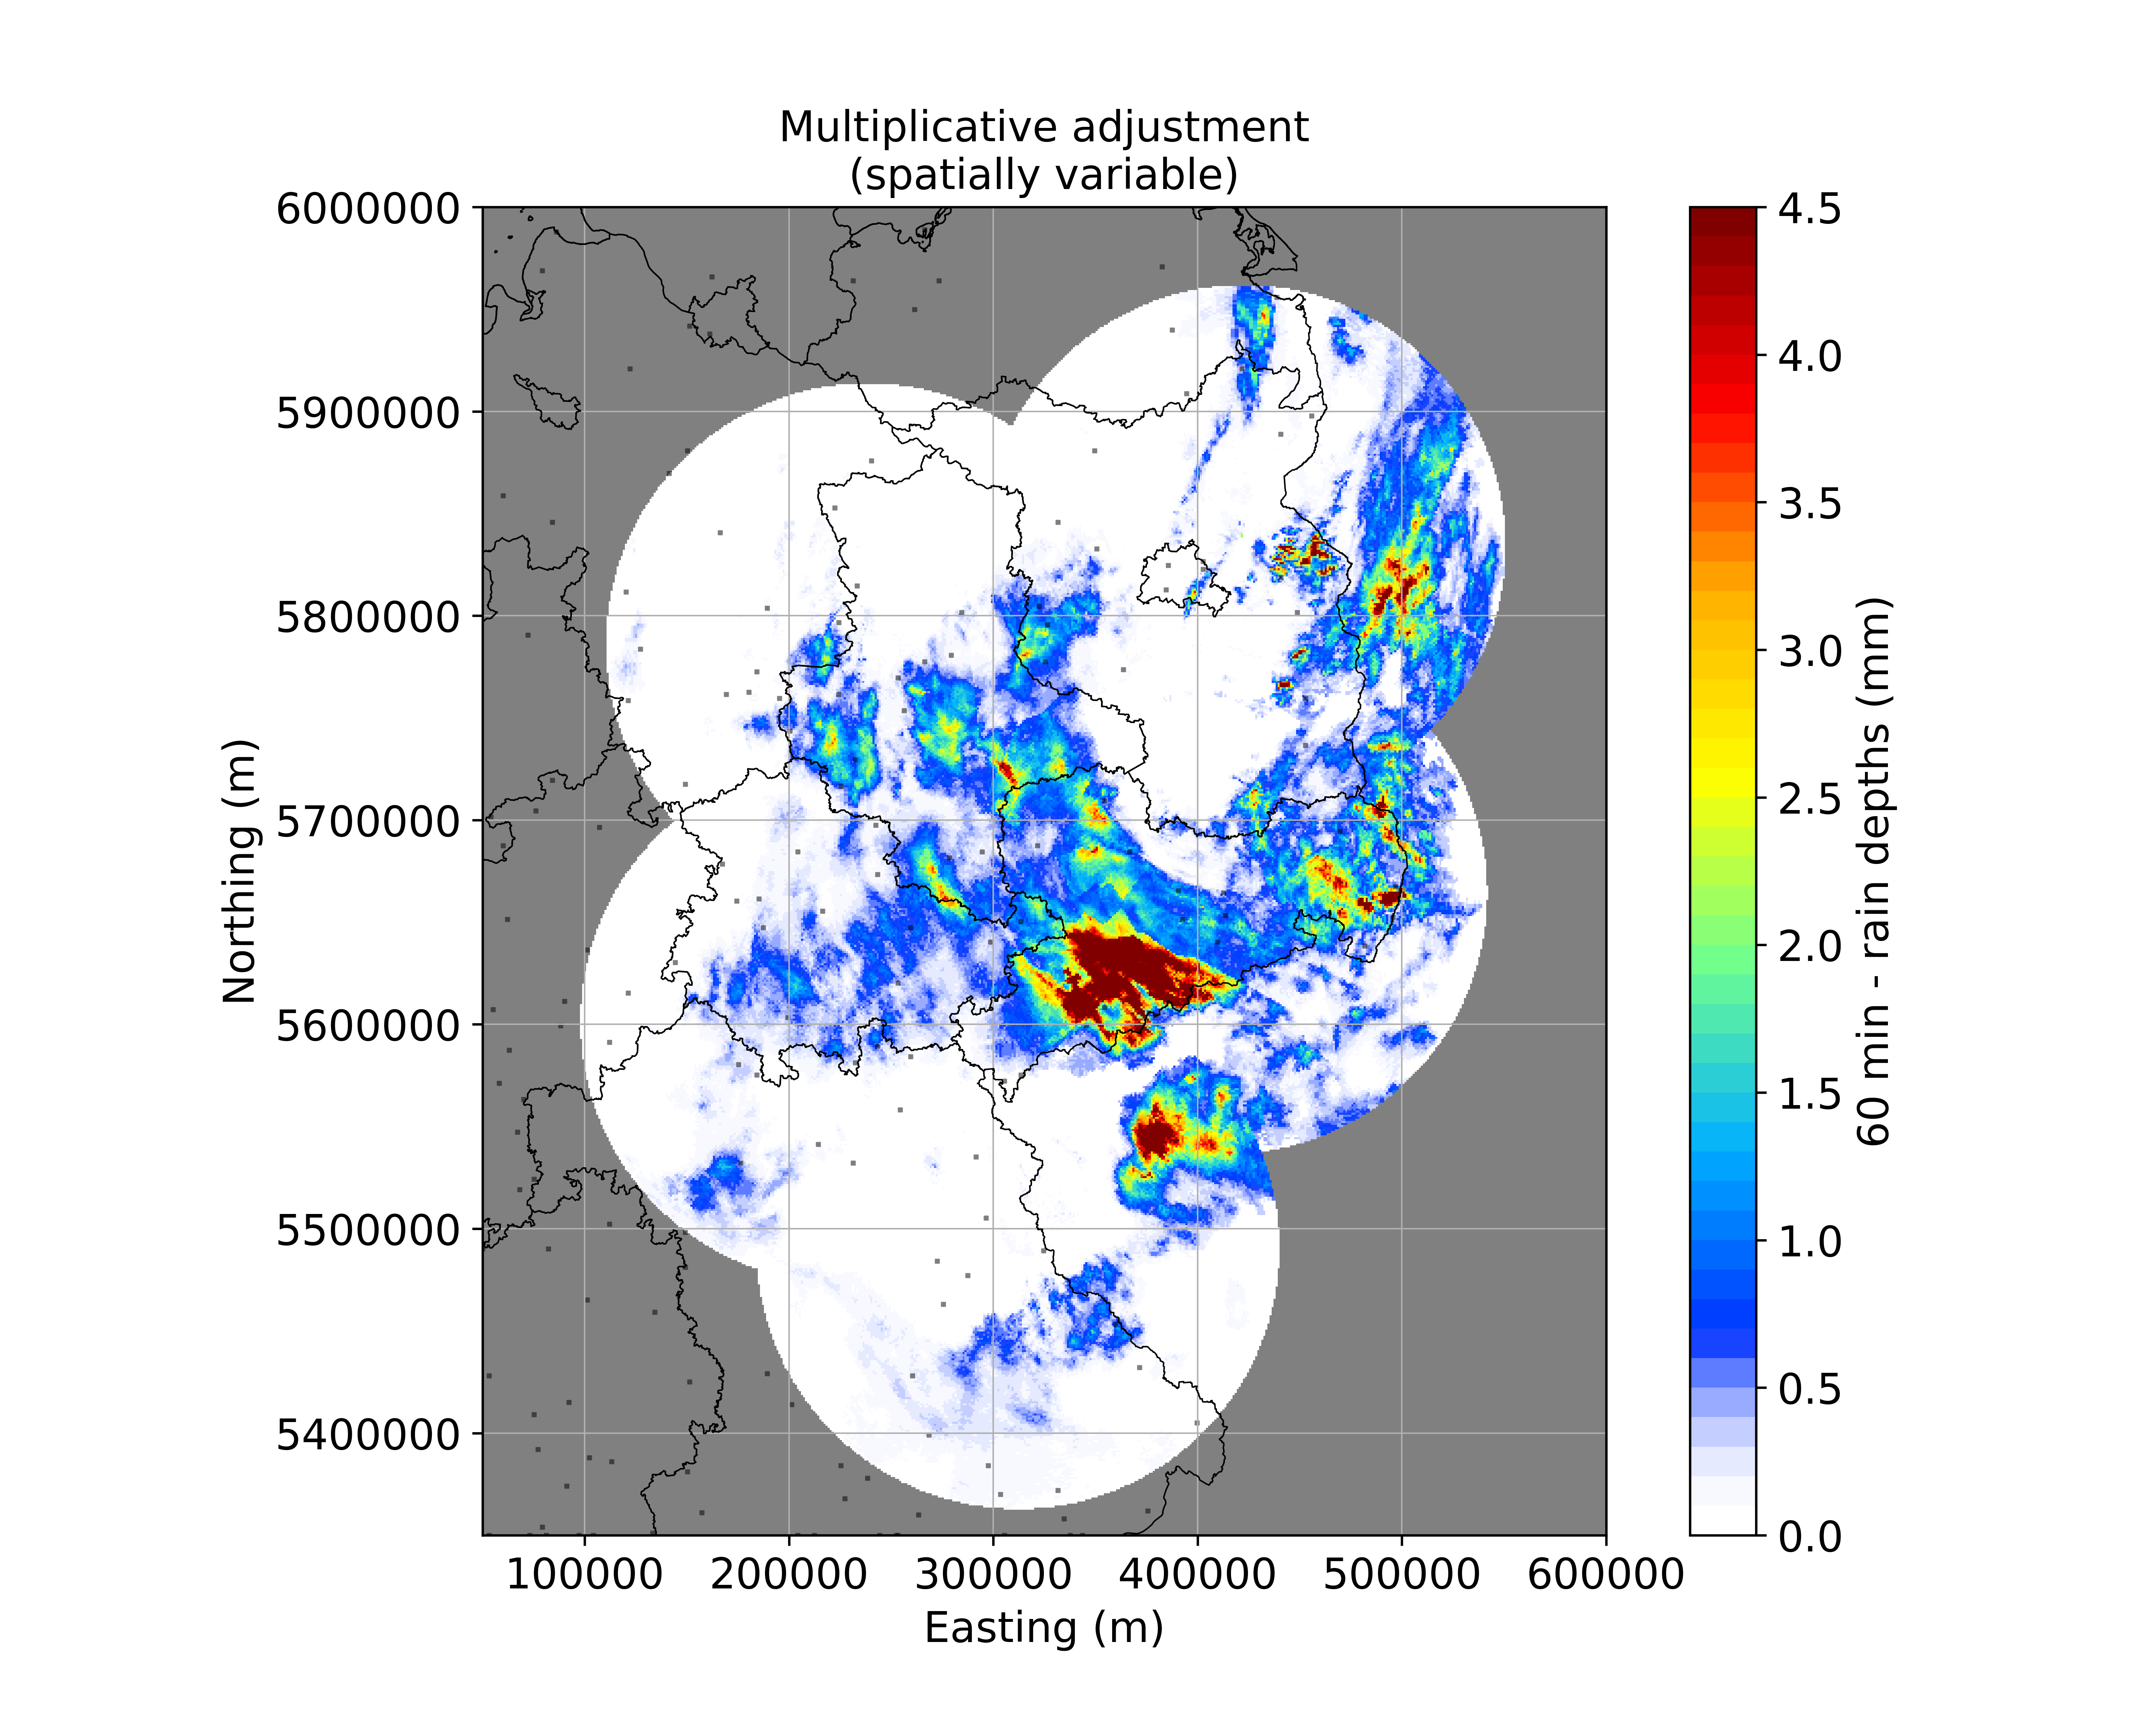 Multiplicative adjustment
(spatially variable)
6000000
5900000
5800000
5700000
5600000
5500000
5400000
Northing (m)
100000 200000 300000 400000 500000 600000
Easting (m)
4.5
4.0
3.5
3.0
2.5
2.0
1.5
1.0
0.5
0.0
60 min - rain depths (mm)